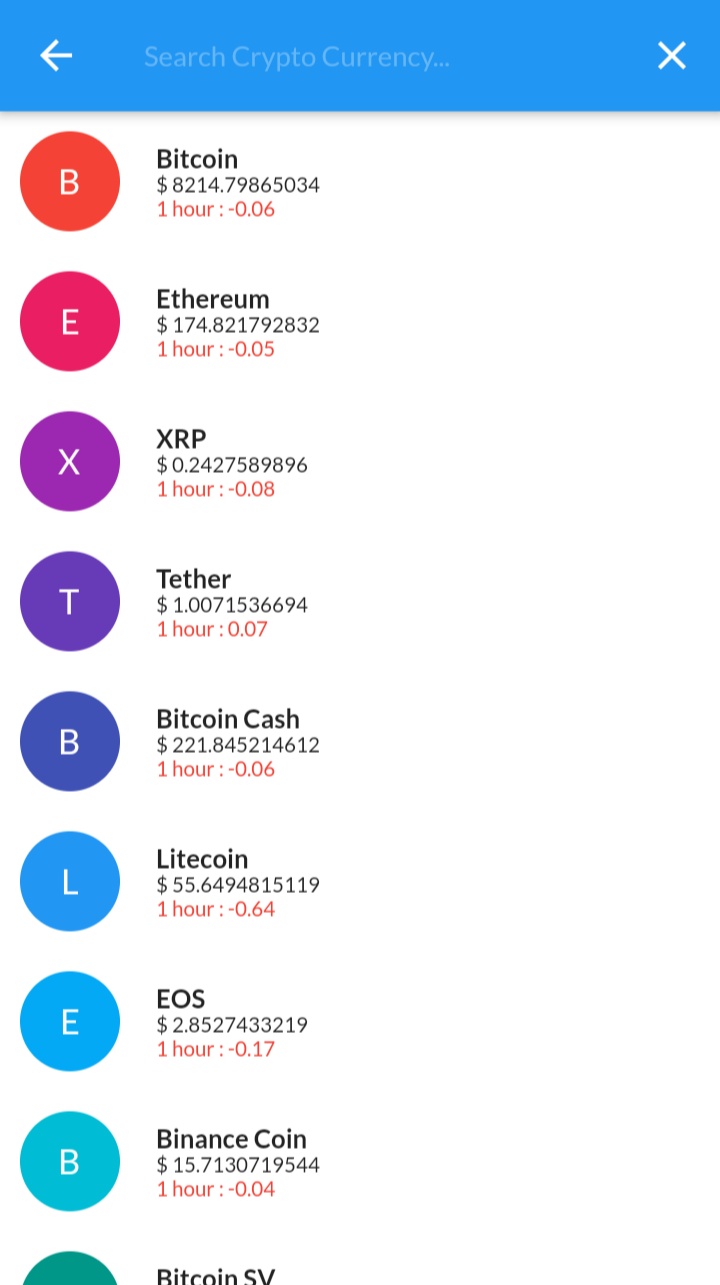 Search Crypto Currency...
B
Bitcoin
$ 8214.79865034
1 hour : -0.06
E
Ethereum
$ 174.821792832
1 hour : -0.05
X
XRP
$ 0.2427589896
1 hour : -0.08
T
Tether
$ 1.0071536694
1 hour : 0.07
B
Bitcoin Cash
$ 221.845214612
1 hour : -0.06
L
Litecoin
$ 55.6494815119
1 hour : -0.64
E
EOS
$ 2.8527433219
1 hour : -0.17
B
Binance Coin
$ 15.7130719544
1 hour : -0.04
Bitcoin SV